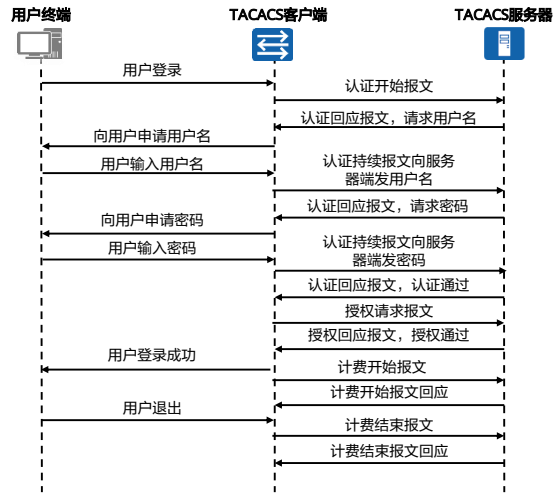 用户终端
TACACS客户端
TACACS服务器
用户登录
认证开始报文
认证回应报文，请求用户名
向用户申请用户名
用户输入用户名
认证持续报文向服务
器端发用户名
认证回应报文，请求密码
向用户申请密码
用户输入密码
认证持续报文向服务
器端发密码
认证回应报文，认证通过
授权请求报文
授权回应报文，授权通过
用户登录成功
计费开始报文
计费开始报文回应
用户退出
计费结束报文
计费结束报文回应